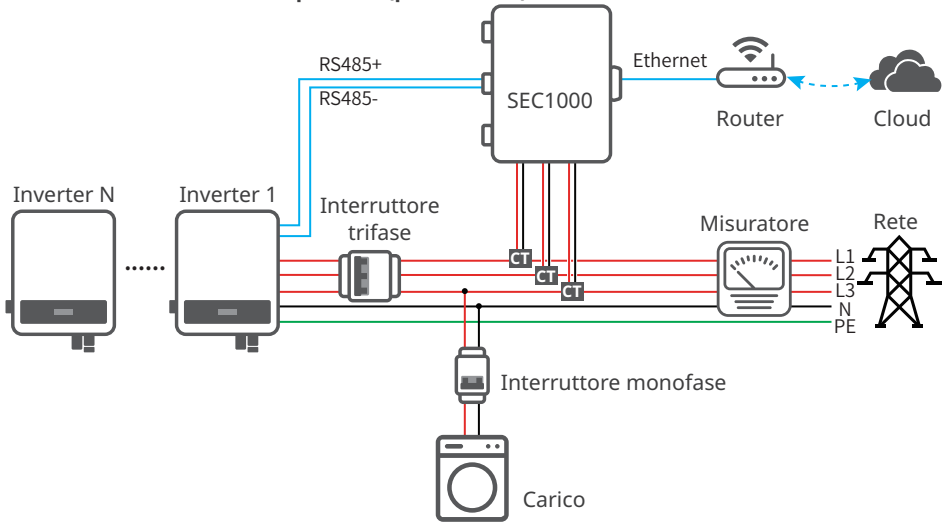 RS485+
RS485-
SEC1000
Ethernet
Router
Cloud
Inverter N
Inverter 1
Interruttore
trifase
Misuratore
Rete
CT
CT
CT
L1
L2
L3
N
PE
Interruttore monofase
Carico